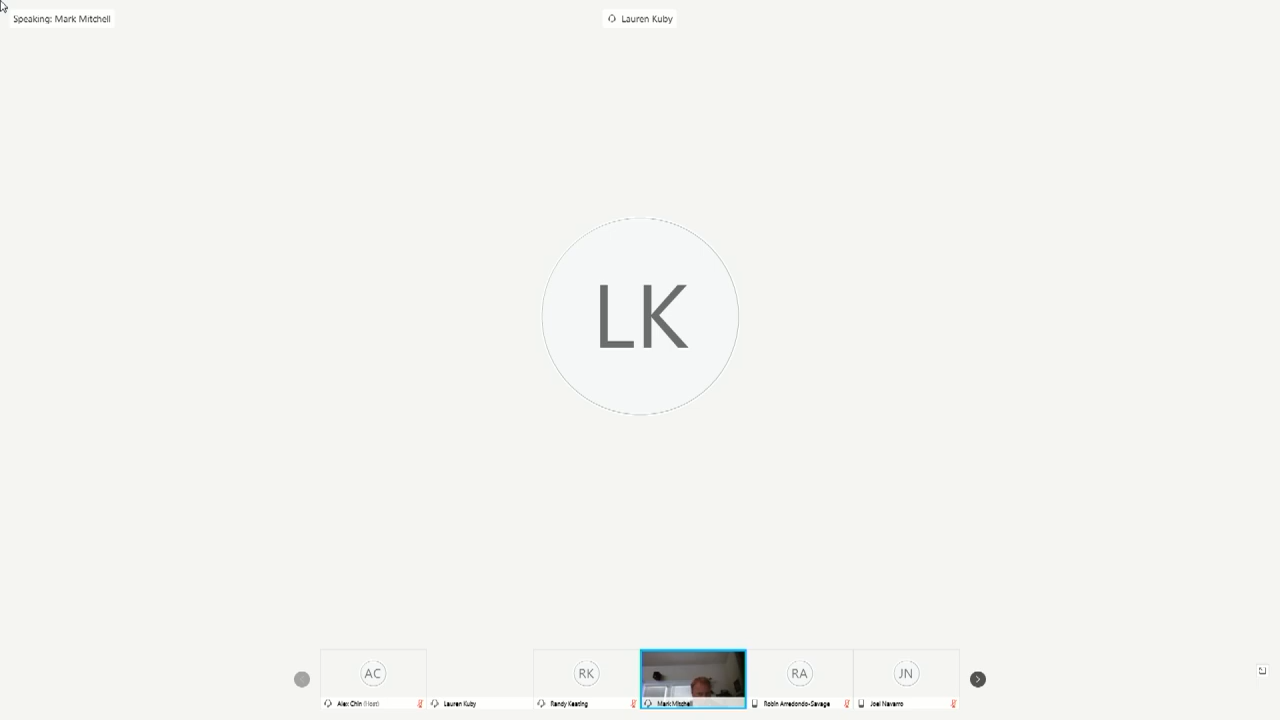 Speaking: Mark Mitchell
Lauren Kuby
LK
AC
RK
RA
JN
Alex Chin (Host)
Lauren Kuby
Randy Keating
Mark Mitchell
Robin Arredondo-Savage
Joel Navarro